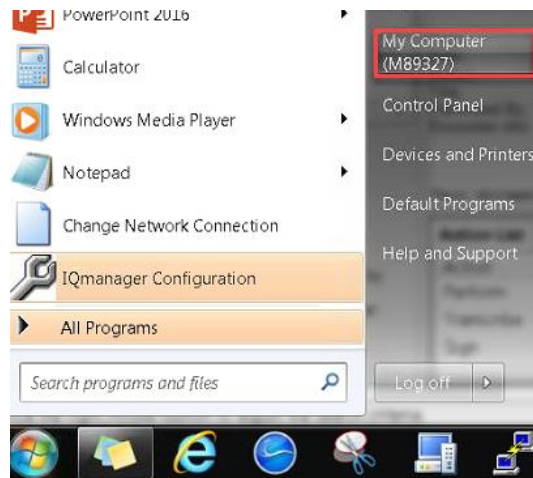 PowerPoint 2016
Calculator
Windows Media Player
Notepad
Change Network Connection
IQmanager Configuration
All Programs
Search programs and files
My Computer
(M89327)
Control Panel
Devices and Printers
Default Programs
Help and Support
Log off